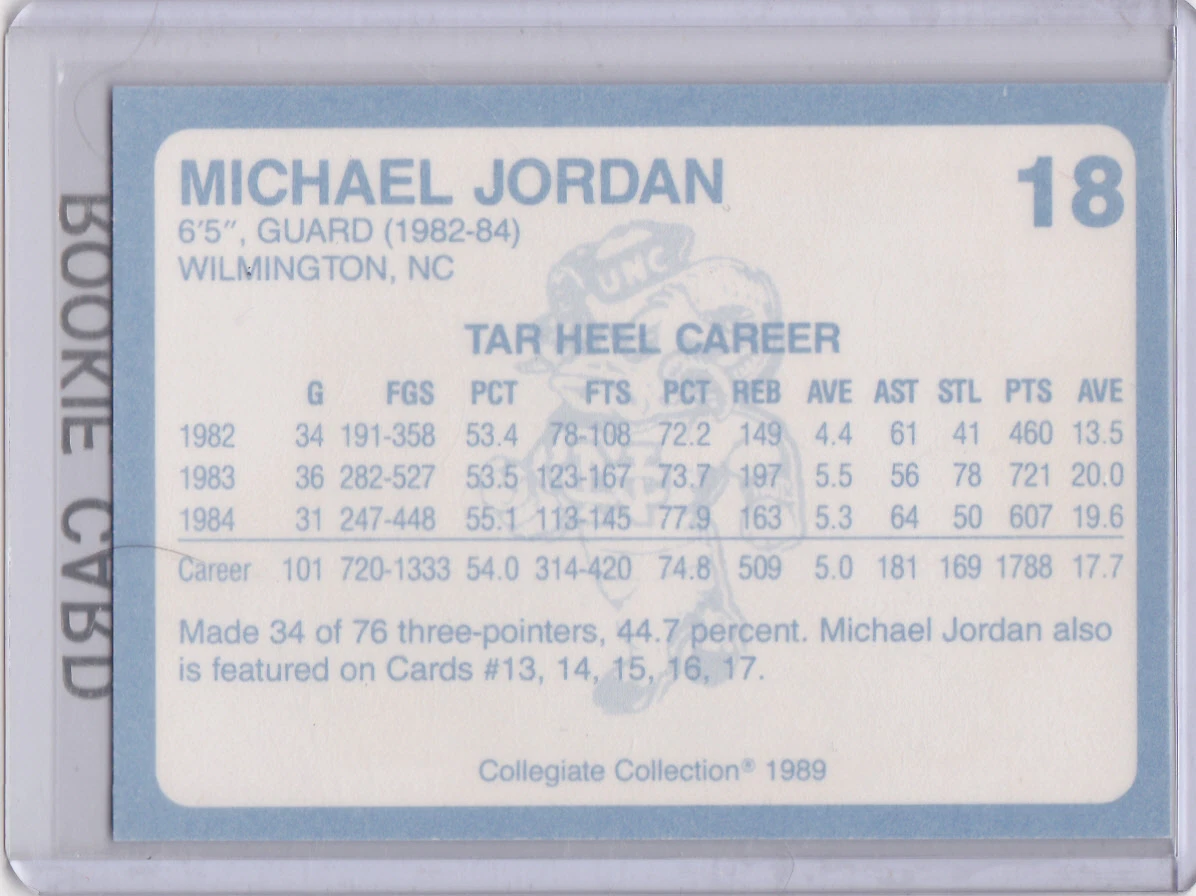 MICHAEL JORDAN 18
6'5", GUARD (1982-84)
WILMINGTON, NC
UNC
TAR HEEL CAREER
G FGS PCT FTS PCT REB AVE AST STL PTS AVE
1982 34 191-358 53.4 78-108 72.2 149 4.4 61 41 460 13.5
1983 36 282-527 53.5 123-167 73.7 197 5.5 56 78 721 20.0
1984 31 247-448 55.1 113-145 77.9 163 5.3 64 50 607 19.6
Career 101 720-1333 54.0 314-420 74.8 509 5.0 181 169 1788 17.7
Made 34 of 76 three-pointers, 44.7 percent. Michael Jordan also
is featured on Cards #13, 14, 15, 16, 17.
Collegiate Collection® 1989
ROOKIE CARD